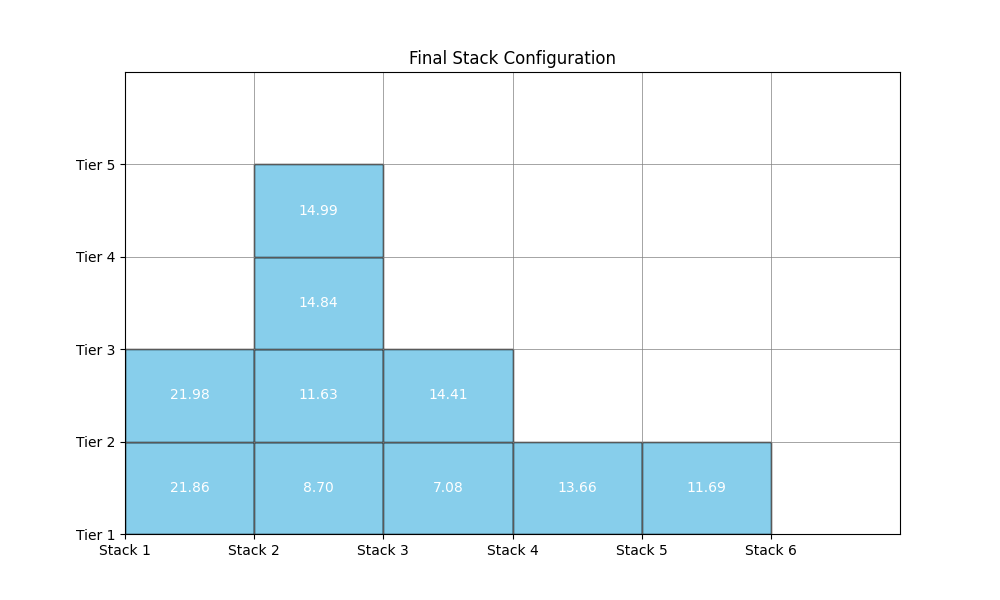 Final Stack Configuration
Tier 5
14.99
Tier 4
14.84
Tier 3
21.98 11.63 14.41
Tier 2
21.86 8.70 7.08 13.66 11.69
Tier 1
Stack 1 Stack 2 Stack 3 Stack 4 Stack 5 Stack 6